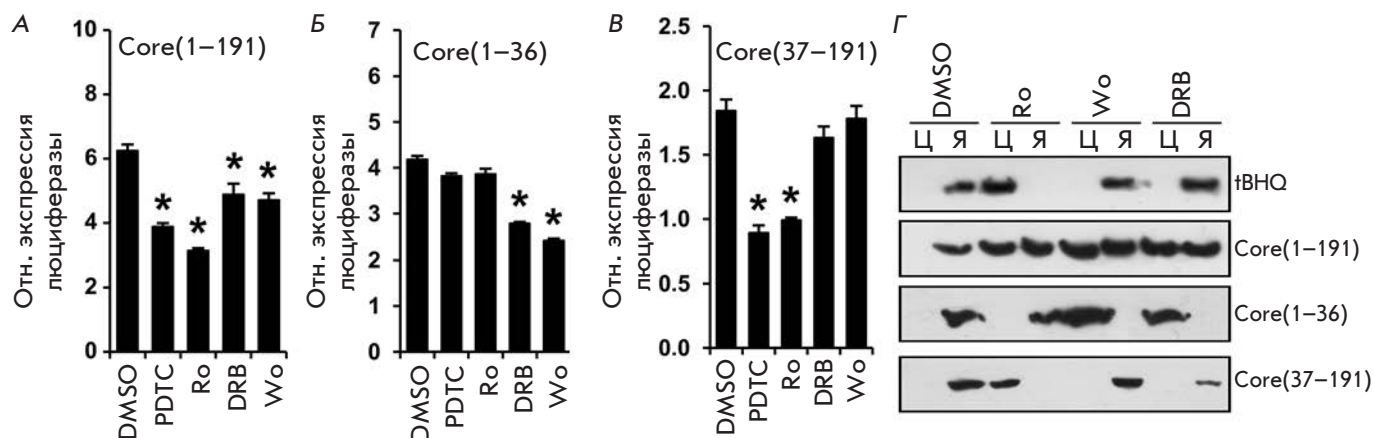 А
Отн. экспрессия
люциферазы
Core(1–191)
10
8
6
4
2
0
*
*
*
*
DMSO
PDTC
Ro
DRB
Wo
Б
Отн. экспрессия
люциферазы
Core(1–36)
7
6
5
4
3
2
1
0
*
*
DMSO
PDTC
Ro
DRB
Wo
В
Отн. экспрессия
люциферазы
Core(37–191)
2.5
2.0
1.5
1.0
0.5
0.0
*
*
DMSO
PDTC
Ro
DRB
Wo
Г
DMSO
Ro
Wo
DRB
Ц Я Ц Я Ц Я Ц Я
tBHQ
Core(1–191)
Core(1–36)
Core(37–191)